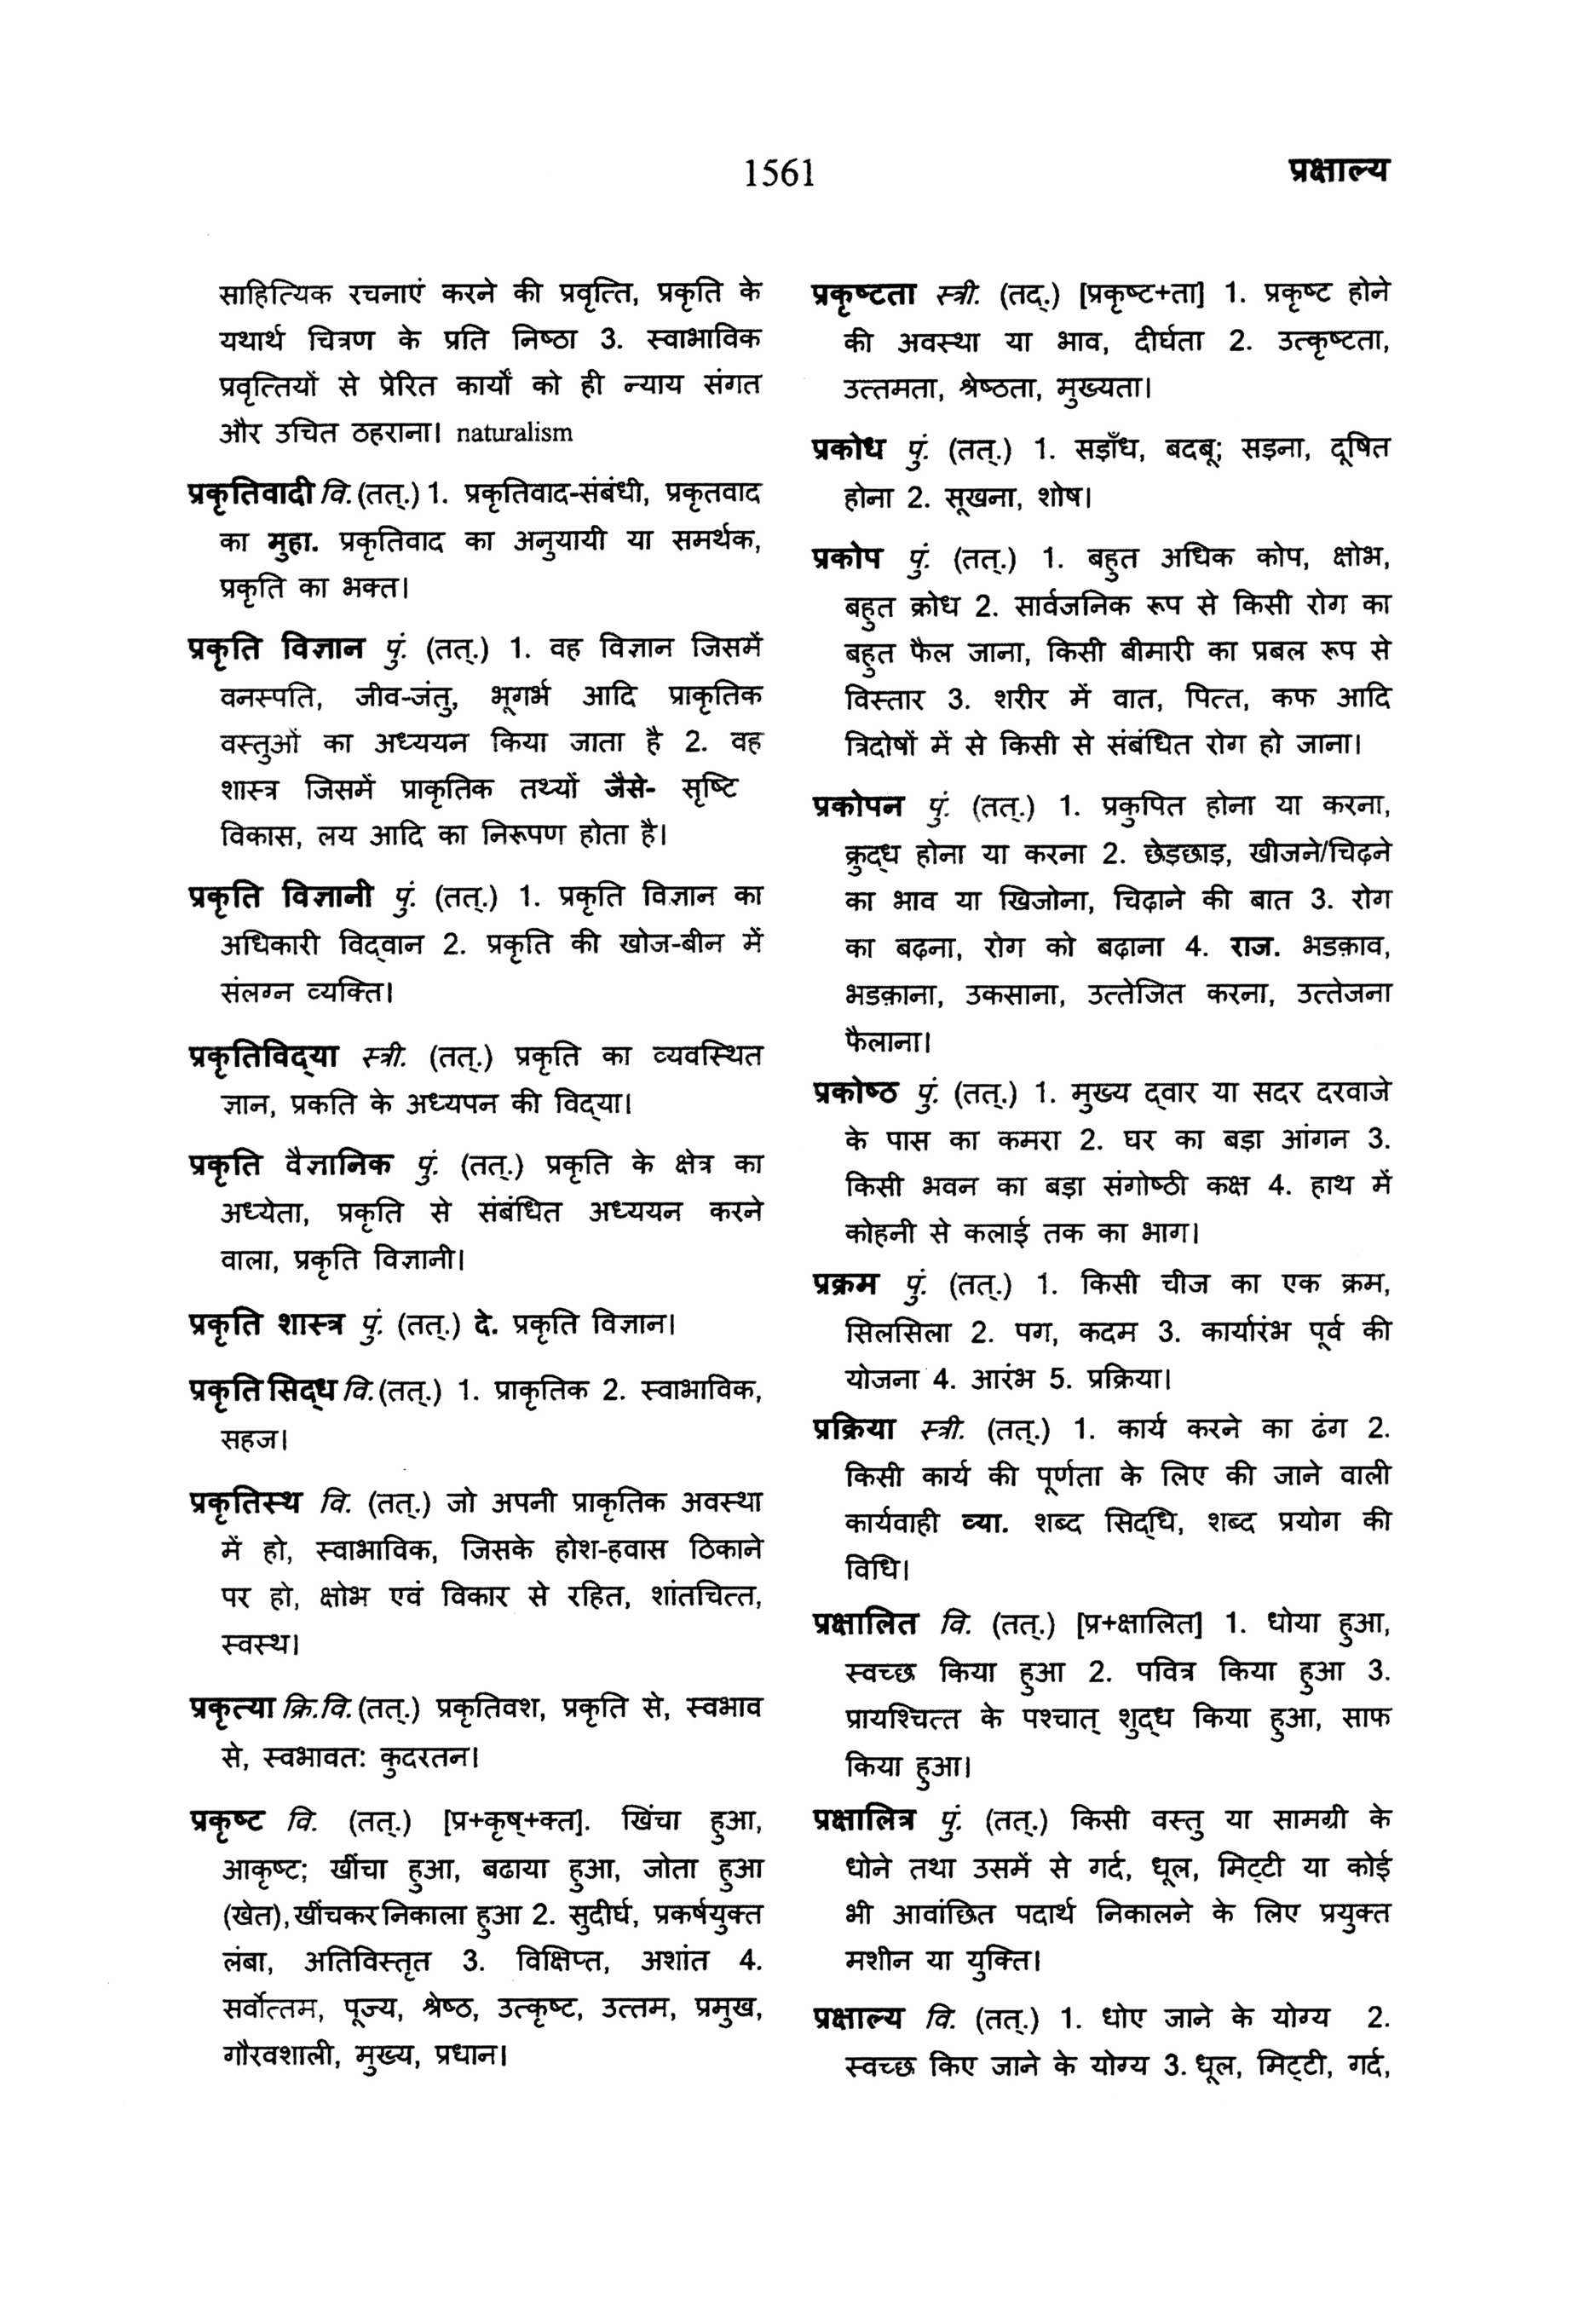 1561
प्रक्षाल्य
साहित्यिक रचनाएं करने की प्रवृत्ति, प्रकृति के
यथार्थ चित्रण के प्रति निष्ठा 3. स्वाभाविक
प्रवृत्तियों से प्रेरित कार्यों को ही न्याय संगत
और उचित ठहराना। naturalism
प्रकृतिवादी वि. (तत्.) 1. प्रकृतिवाद-संबंधी, प्रकृतवाद
का मुहा. प्रकृतिवाद का अनुयायी या समर्थक,
प्रकृति का भक्त।
प्रकृति विज्ञान पुं. (तत्.) 1. वह विज्ञान जिसमें
वनस्पति, जीव-जंतु, भूगर्भ आदि प्राकृतिक
वस्तुओं का अध्ययन किया जाता है 2. वह
शास्त्र जिसमें प्राकृतिक तथ्यों जैसे- सृष्टि
विकास, लय आदि का निरूपण होता है।
प्रकृति विज्ञानी पुं. (तत्.) 1. प्रकृति विज्ञान का
अधिकारी विद्‌वान 2. प्रकृति की खोज-बीन में
संलग्न व्यक्ति।
प्रकृतिविद्‌या स्त्री. (तत्.) प्रकृति का व्यवस्थित
ज्ञान, प्रकति के अध्यपन की विद्‌या।
प्रकृति वैज्ञानिक पुं. (तत्.) प्रकृति के क्षेत्र का
अध्येता, प्रकृति से संबंधित अध्ययन करने
वाला, प्रकृति विज्ञानी।
प्रकृति शास्त्र पुं. (तत्.) दे. प्रकृति विज्ञान।
प्रकृति सिद्‌ध वि. (तत्.) 1. प्राकृतिक 2. स्वाभाविक,
सहज।
प्रकृतिस्थ वि. (तत्.) जो अपनी प्राकृतिक अवस्था
में हो, स्वाभाविक, जिसके होश-हवास ठिकाने
पर हो, क्षोभ एवं विकार से रहित, शांतचित्त,
स्वस्थ।
प्रकृत्या क्रि.वि. (तत्.) प्रकृतिवश, प्रकृति से, स्वभाव
से, स्वभावत: कुदरतन।
प्रकृष्ट वि. (तत्.) [प्र+कृष्+क्त]. खिंचा हुआ,
आकृष्ट; खींचा हुआ, बढाया हुआ, जोता हुआ
(खेत), खींचकर निकाला हुआ 2. सुदीर्घ, प्रकर्षयुक्त
लंबा, अतिविस्तृत 3. विक्षिप्त, अशांत 4.
सर्वोत्तम, पूज्य, श्रेष्ठ, उत्कृष्ट, उत्तम, प्रमुख,
गौरवशाली, मुख्य, प्रधान।
प्रकृष्टता स्त्री. (तद्.) [प्रकृष्ट+ता] 1. प्रकृष्ट होने
की अवस्था या भाव, दीर्घता 2. उत्कृष्टता,
उत्तमता, श्रेष्ठता, मुख्यता।
प्रकोध पुं. (तत्.) 1. सड़ाँध, बदबू; सड़ना, दूषित
होना 2. सूखना, शोष।
प्रकोप पुं. (तत्.) 1. बहुत अधिक कोप, क्षोभ,
बहुत क्रोध 2. सार्वजनिक रूप से किसी रोग का
बहुत फैल जाना, किसी बीमारी का प्रबल रूप से
विस्तार 3. शरीर में वात, पित्त, कफ आदि
त्रिदोषों में से किसी से संबंधित रोग हो जाना।
प्रकोपन पुं. (तत्.) 1. प्रकुपित होना या करना,
क्रुद्‌ध होना या करना 2. छेड़छाड़, खीजने/चिढ़ने
का भाव या खिजोना, चिढ़ाने की बात 3. रोग
का बढ़ना, रोग को बढ़ाना 4. राज. भडक़ाव,
भडक़ाना, उकसाना, उत्तेजित करना, उत्तेजना
फैलाना।
प्रकोष्ठ पुं. (तत्.) 1. मुख्य द्‌वार या सदर दरवाजे
के पास का कमरा 2. घर का बड़ा आंगन 3.
किसी भवन का बड़ा संगोष्ठी कक्ष 4. हाथ में
कोहनी से कलाई तक का भाग।
प्रक्रम पुं. (तत्.) 1. किसी चीज का एक क्रम,
सिलसिला 2. पग, कदम 3. कार्यारंभ पूर्व की
योजना 4. आरंभ 5. प्रक्रिया।
प्रक्रिया स्त्री. (तत्.) 1. कार्य करने का ढंग 2.
किसी कार्य की पूर्णता के लिए की जाने वाली
कार्यवाही व्या. शब्द सिद्‌धि, शब्द प्रयोग की
विधि।
प्रक्षालित वि. (तत्.) [प्र+क्षालित] 1. धोया हुआ,
स्वच्छ किया हुआ 2. पवित्र किया हुआ 3.
प्रायश्चित्त के पश्चात् शुद्‌ध किया हुआ, साफ
किया हुआ।
प्रक्षालित्र पुं. (तत्.) किसी वस्तु या सामग्री के
धोने तथा उसमें से गर्द, धूल, मिट्‌टी या कोई
भी आवांछित पदार्थ निकालने के लिए प्रयुक्त
मशीन या युक्ति।
प्रक्षाल्य वि. (तत्.) 1. धोए जाने के योग्य 2.
स्वच्छ किए जाने के योग्य 3. धूल, मिट्‌टी, गर्द,